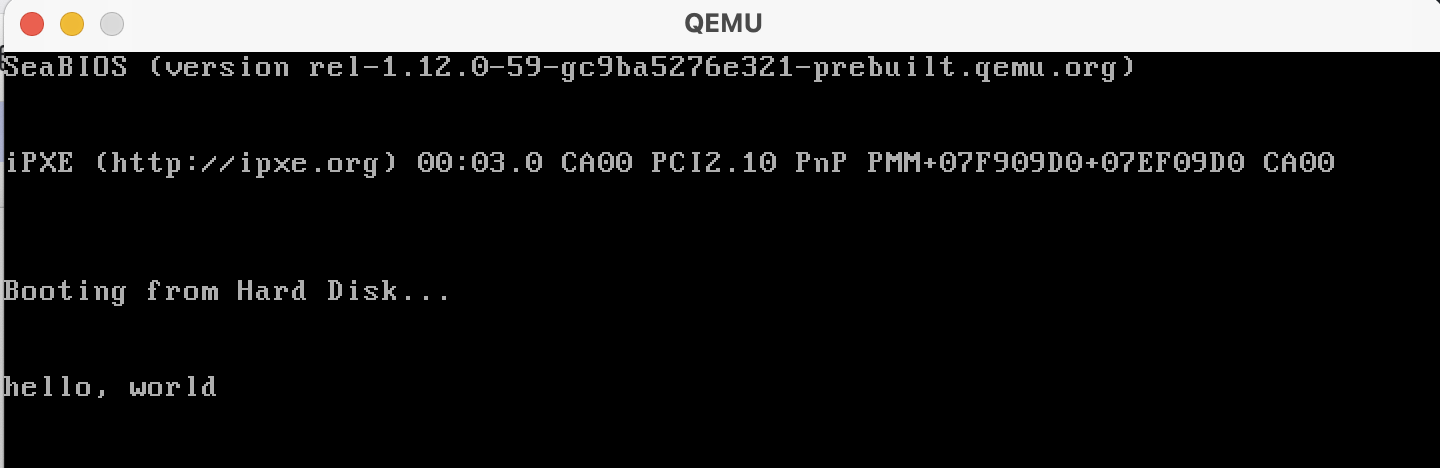 QEMU
SeaBIOS (version rel-1.12.0-59-gc9ba5276e321-prebuilt.qemu.org)
iPXE (http://ipxe.org) 00:03.0 CA00 PCI2.10 PnP PMM+07F909D0+07EF09D0 CA00
Booting from Hard Disk...
hello, world